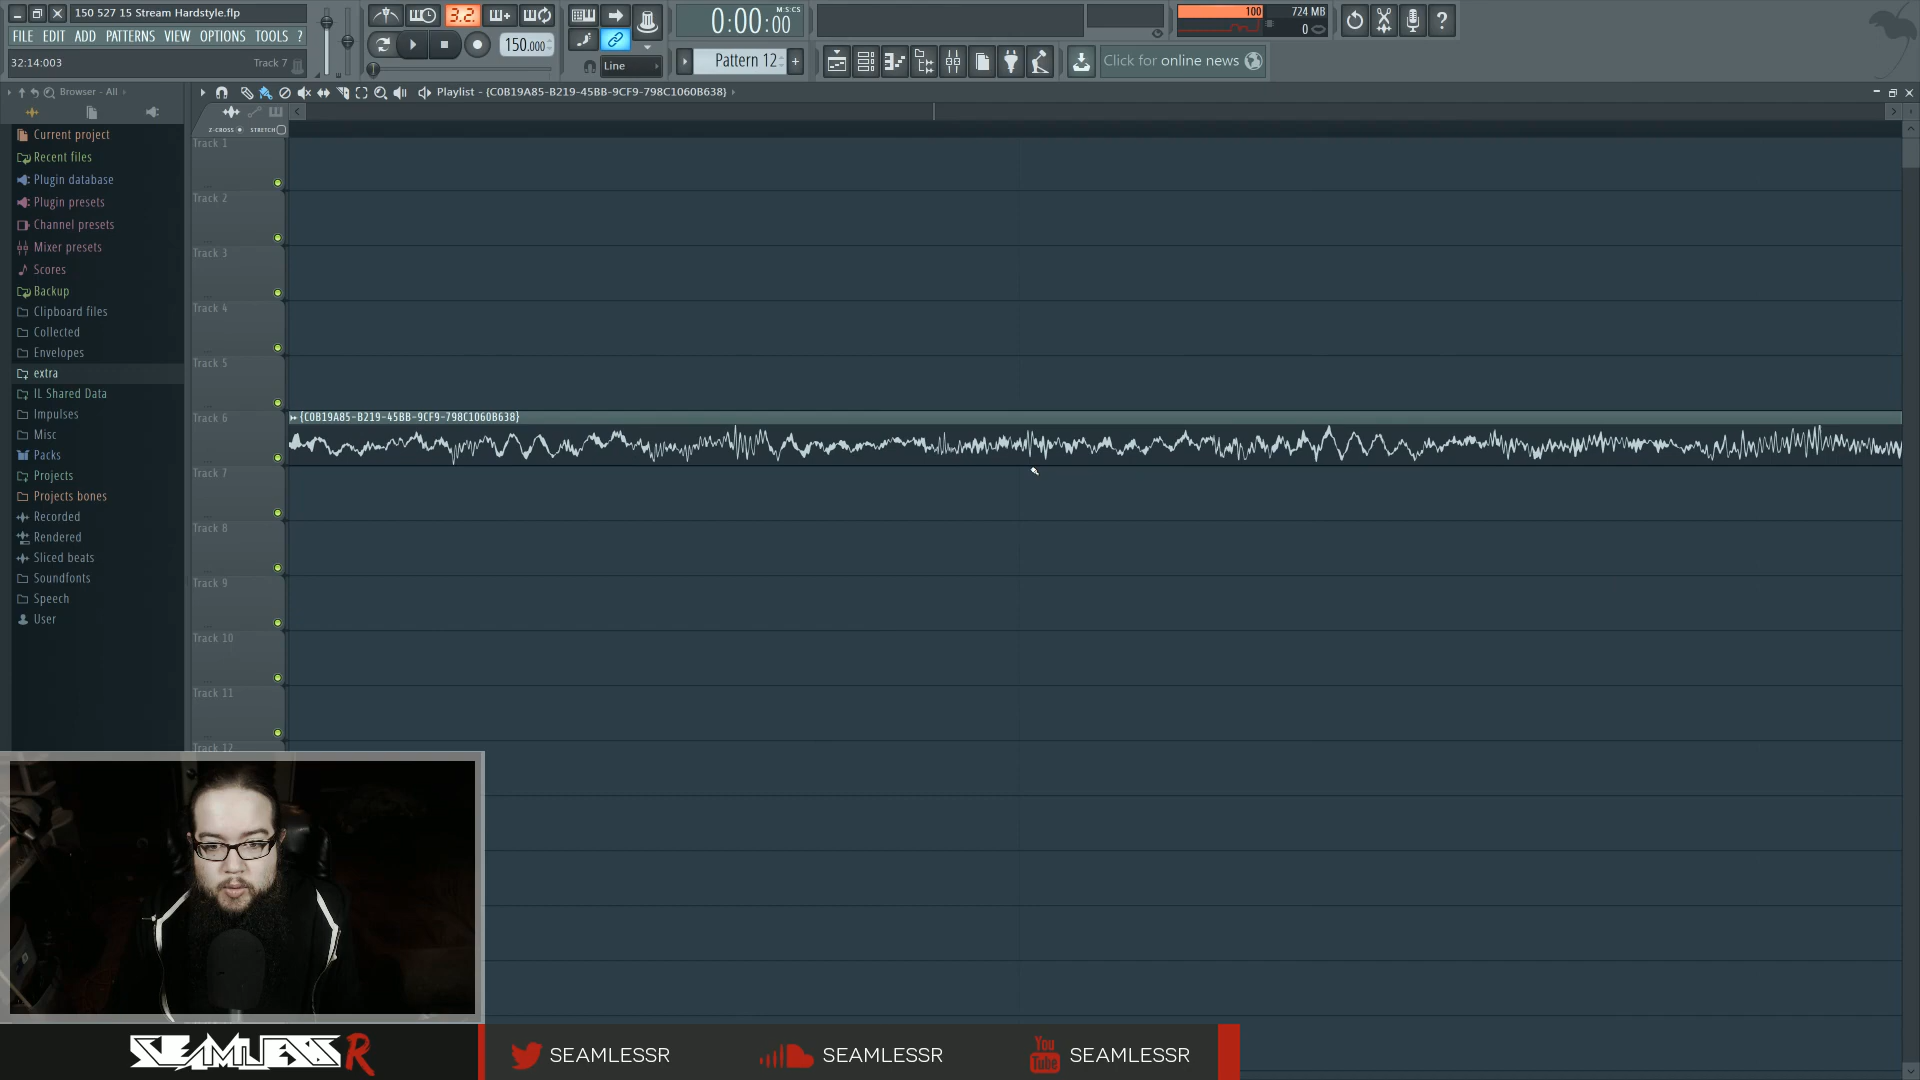 150 527 15 Stream Hardstyle.flp
FILE EDIT ADD PATTERNS VIEW OPTIONS TOOLS ?
32:14:003 Track 7
3.2
150.000
Line
0:00:00
M:S:CS
Pattern 12
100
724 MB
0
Click for online news
Browser - All
Playlist - {C0B19A85-B219-45BB-9CF9-798C1060B638}
Z-CROSS STRETCH
Current project
Recent files
Plugin database
Plugin presets
Channel presets
Mixer presets
Scores
Backup
Clipboard files
Collected
Envelopes
extra
IL Shared Data
Impulses
Misc
Packs
Projects
Projects bones
Recorded
Rendered
Sliced beats
Soundfonts
Speech
User
Track 1
Track 2
Track 3
Track 4
Track 5
Track 6
{C0B19A85-B219-45BB-9CF9-798C1060B638}
Track 7
Track 8
Track 9
Track 10
Track 11
Track 12
SEAMLESSR
SEAMLESSR
SEAMLESSR
You Tube
SEAMLESSR